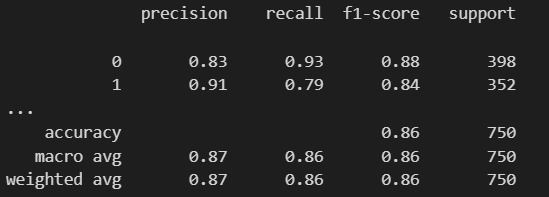 precision recall f1-score support
0 0.83 0.93 0.88 398
1 0.91 0.79 0.84 352
...
accuracy 0.86 750
macro avg 0.87 0.86 0.86 750
weighted avg 0.87 0.86 0.86 750